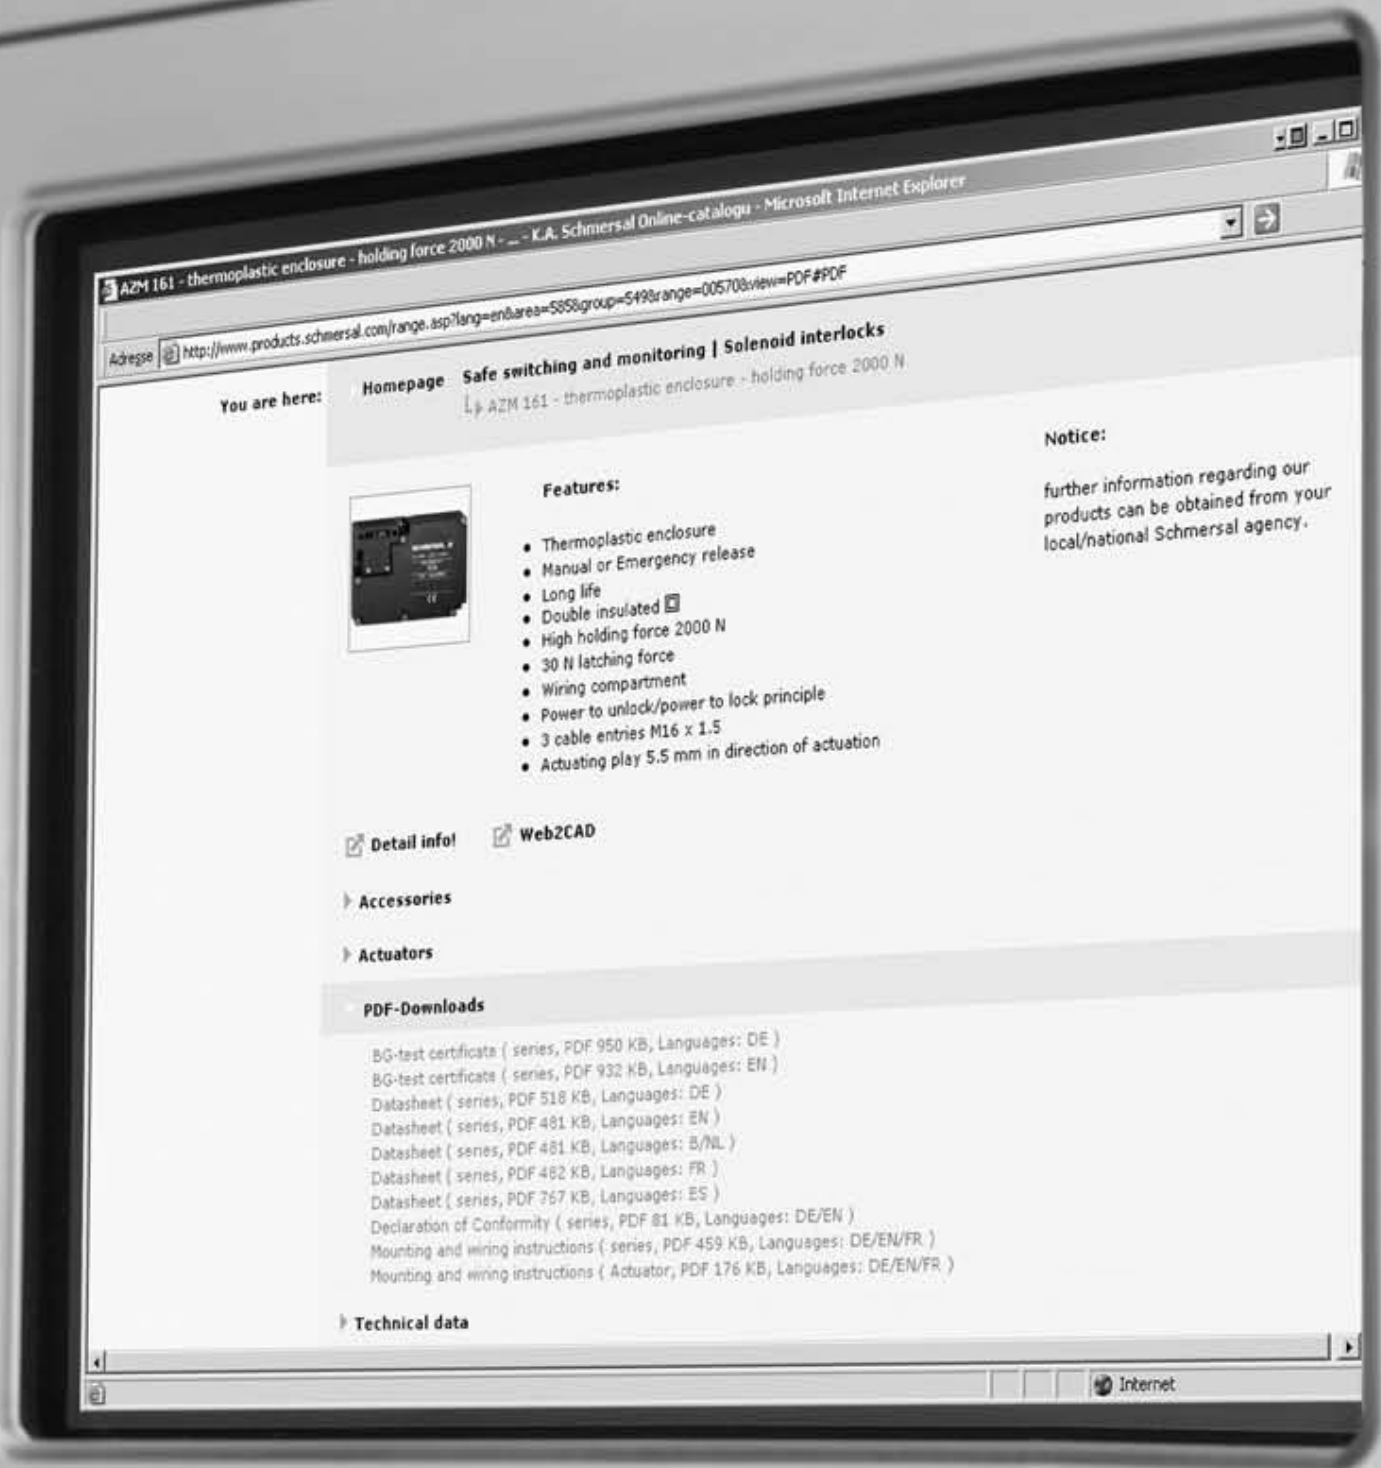 AZM 161 - thermoplastic enclosure - holding force 2000 N - ... - K.A. Schmersal Online-catalogu - Microsoft Internet Explorer
Adresse http://www.products.schmersal.com/range.asp?lang=en&area=585&group=549&range=00570&view=PDF#PDF
You are here: Homepage Safe switching and monitoring | Solenoid interlocks
AZM 161 - thermoplastic enclosure - holding force 2000 N
Features:
• Thermoplastic enclosure
• Manual or Emergency release
• Long life
• Double insulated
• High holding force 2000 N
• 30 N latching force
• Wiring compartment
• Power to unlock/power to lock principle
• 3 cable entries M16 x 1.5
• Actuating play 5.5 mm in direction of actuation
Notice:
further information regarding our
products can be obtained from your
local/national Schmersal agency.
Detail info! Web2CAD
Accessories
Actuators
PDF-Downloads
BG-test certificate ( series, PDF 950 KB, Languages: DE )
BG-test certificate ( series, PDF 932 KB, Languages: EN )
Datasheet ( series, PDF 518 KB, Languages: DE )
Datasheet ( series, PDF 481 KB, Languages: EN )
Datasheet ( series, PDF 481 KB, Languages: B/NL )
Datasheet ( series, PDF 482 KB, Languages: FR )
Datasheet ( series, PDF 767 KB, Languages: ES )
Declaration of Conformity ( series, PDF 81 KB, Languages: DE/EN )
Mounting and wiring instructions ( series, PDF 459 KB, Languages: DE/EN/FR )
Mounting and wiring instructions ( Actuator, PDF 176 KB, Languages: DE/EN/FR )
Technical data
Internet